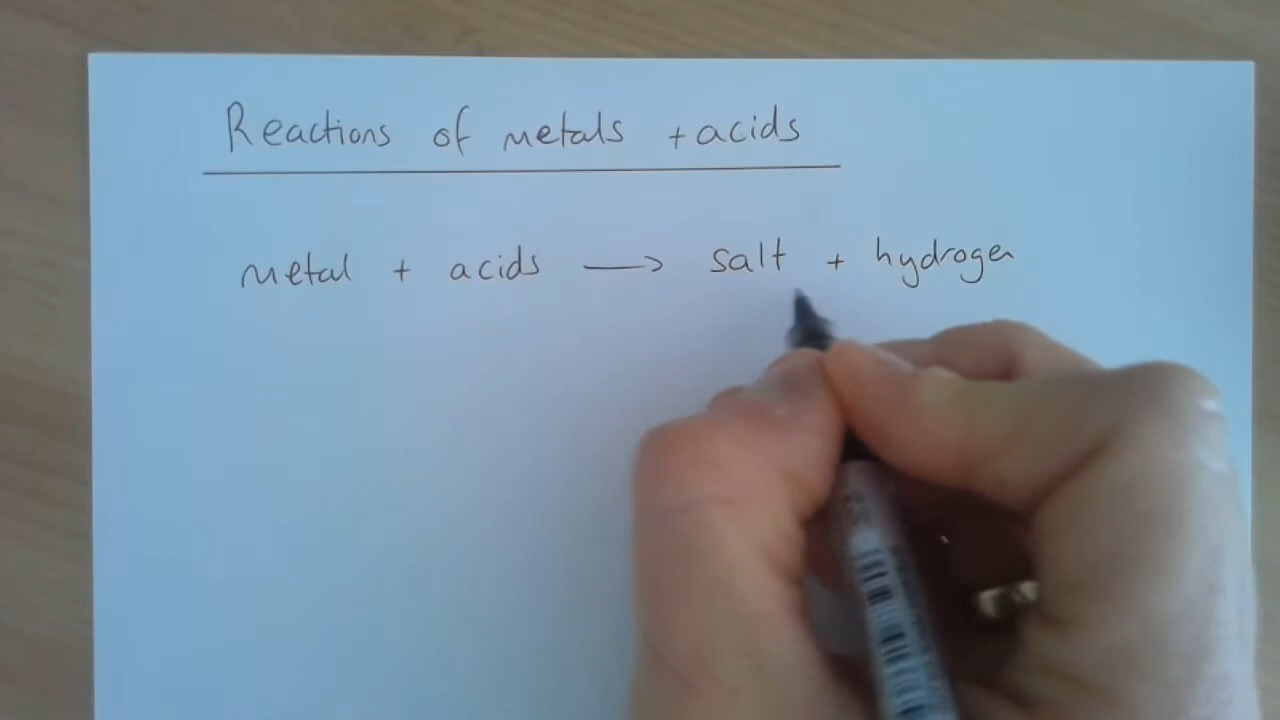 Reactions of metals + acids
metal + acids → salt + hydrogen